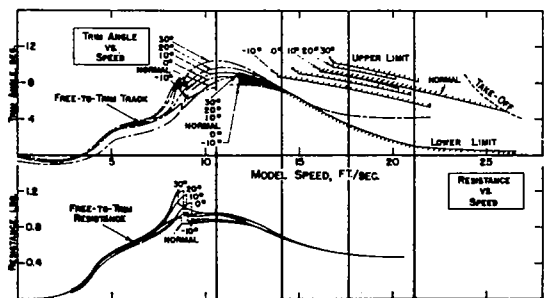 TRIM ANGLE
VS.
SPEED
30°
20°
10°
0°
NORMAL
-10°
FREE-TO-TRIM TRACK
30°
20°
10°
NORMAL
0°
-10°
-10° 0° 10° 20° 30°
UPPER LIMIT
NORMAL
TAKE-OFF
LOWER LIMIT
TRIM ANGLE DEG.
12
8
4
5 10 15 20 25
MODEL SPEED, FT/SEC.
RESISTANCE
VS.
SPEED
30°
20°
10°
0°
-10°
NORMAL
FREE-TO-TRIM
RESISTANCE
RESISTANCE LBS.
1.2
0.8
0.4